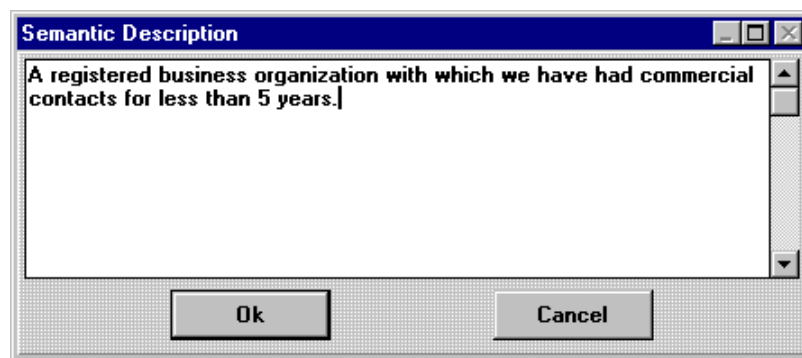 Semantic Description
A registered business organization with which we have had commercial
contacts for less than 5 years.
Ok
Cancel